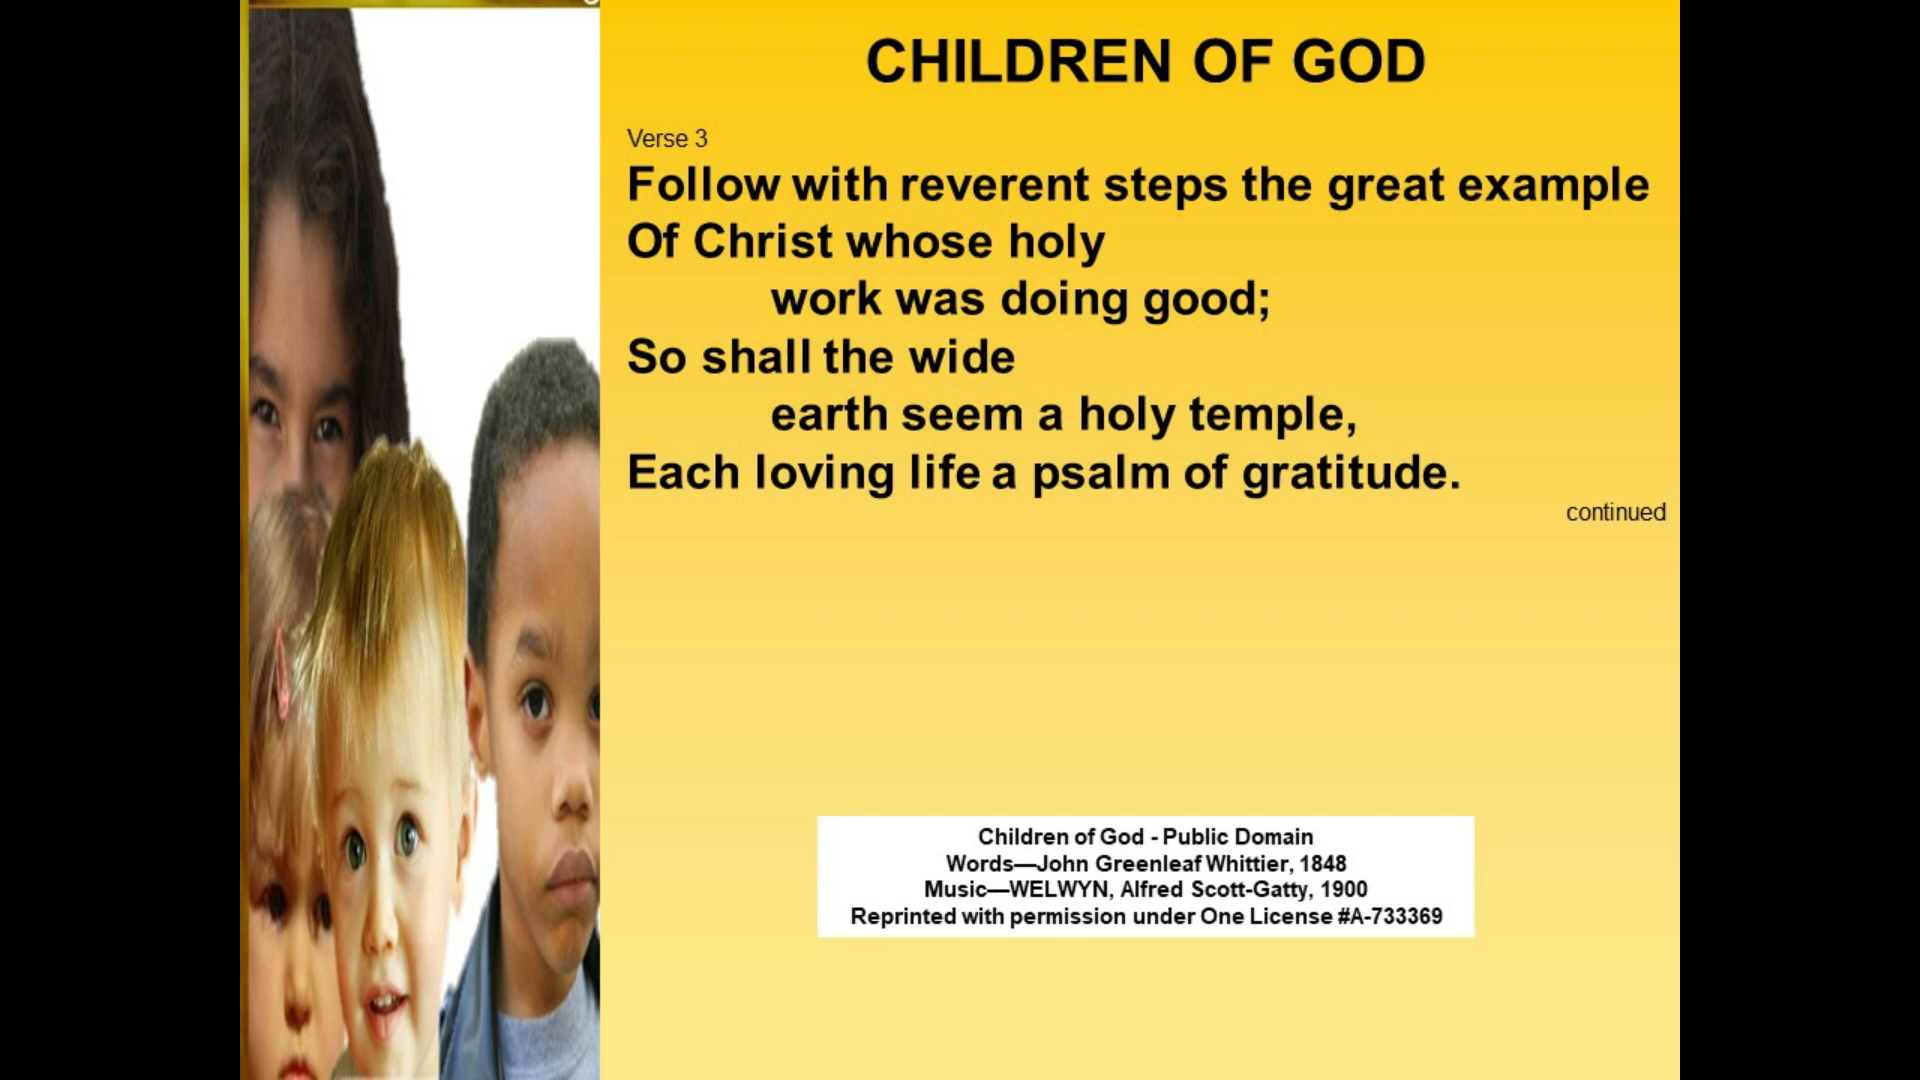 CHILDREN OF GOD
Verse 3
Follow with reverent steps the great example
Of Christ whose holy
work was doing good;
So shall the wide
earth seem a holy temple,
Each loving life a psalm of gratitude.
continued
Children of God - Public Domain
Words—John Greenleaf Whittier, 1848
Music—WELWYN, Alfred Scott-Gatty, 1900
Reprinted with permission under One License #A-733369